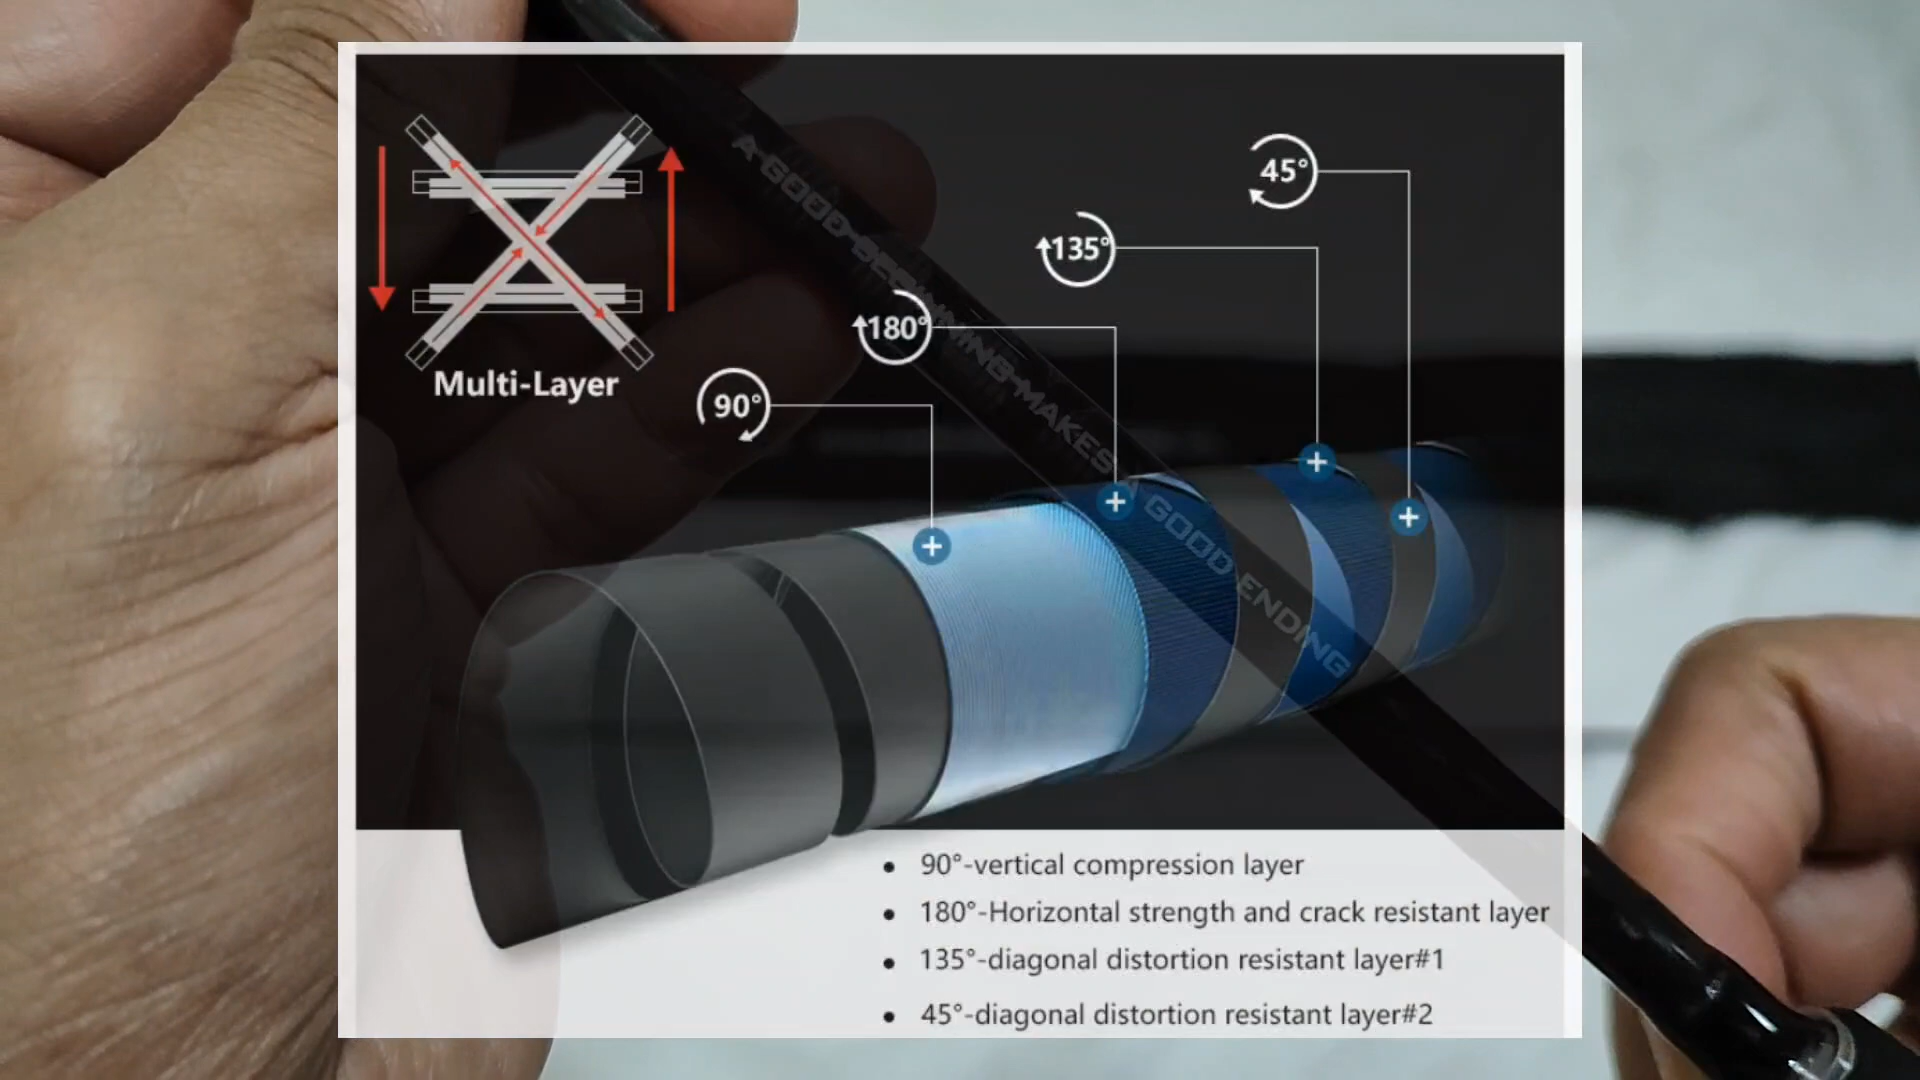 45°
135°
180°
90°
Multi-Layer
A GOOD BEGINNING MAKES A GOOD ENDING
• 90°-vertical compression layer
• 180°-Horizontal strength and crack resistant layer
• 135°-diagonal distortion resistant layer#1
• 45°-diagonal distortion resistant layer#2